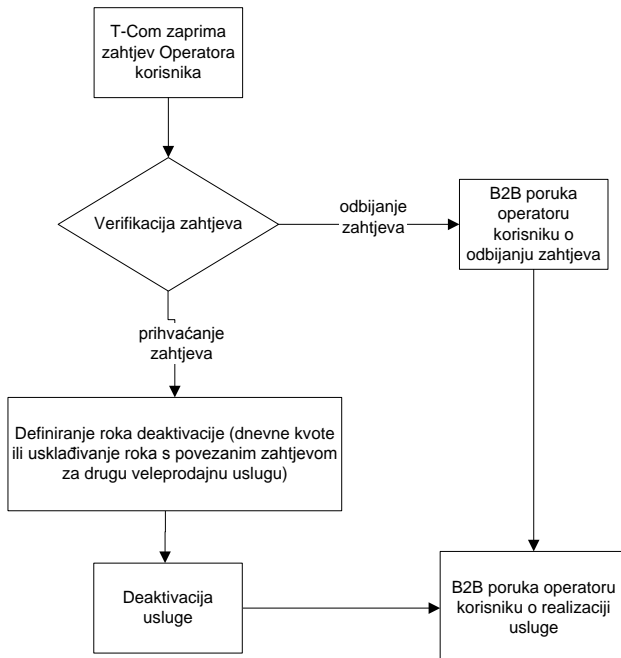 T-Com zaprima
zahtjev Operatora
korisnika
Verifikacija zahtjeva
odbijanje
zahtjeva
B2B poruka
operatoru
korisniku o
odbijanju zahtjeva
prihvaćanje
zahtjeva
Definiranje roka deaktivacije (dnevne kvote
ili usklađivanje roka s povezanim zahtjevom
za drugu veleprodajnu uslugu)
Deaktivacija
usluge
B2B poruka operatoru
korisniku o realizaciji
usluge